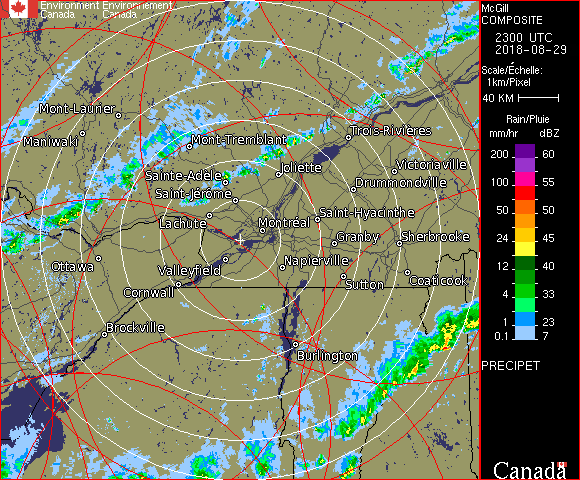 Environment Environnement
Canada Canada
McGill
COMPOSITE
2300 UTC
2018-08-29
Scale/Échelle:
1km/Pixel
40 KM
Rain/Pluie
mm/hr dBZ
200 60
100 55
50 50
24 45
12 40
4 33
1 23
0.1 7
PRECIPET
Canada
Mont-Laurier
Maniwaki
Mont-Tremblant
Trois-Rivières
Sainte-Adèle
Joliette
Victoriaville
Saint-Jérôme
Drummondville
Lachute
Montréal
Saint-Hyacinthe
Granby
Sherbrooke
Ottawa
Valleyfield
Napierville
Cornwall
Sutton
Coaticook
Brockville
Burlington